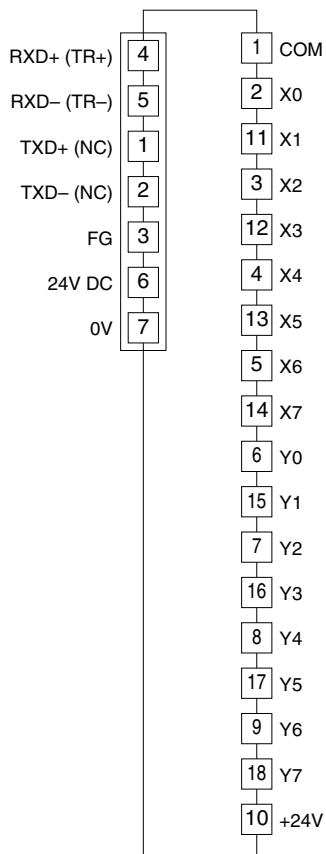 RXD+ (TR+) 4
RXD– (TR–) 5
TXD+ (NC) 1
TXD– (NC) 2
FG 3
24V DC 6
0V 7
1 COM
2 X0
11 X1
3 X2
12 X3
4 X4
13 X5
5 X6
14 X7
6 Y0
15 Y1
7 Y2
16 Y3
8 Y4
17 Y5
9 Y6
18 Y7
10 +24V